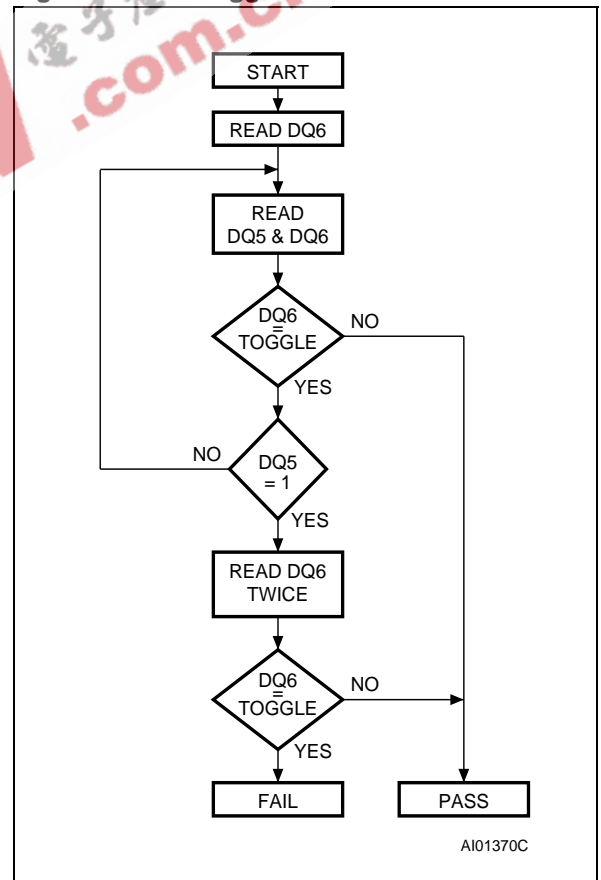 .com.c
START
READ DQ6
READ
DQ5 & DQ6
DQ6
=
TOGGLE
NO
YES
NO
DQ5
= 1
YES
READ DQ6
TWICE
DQ6
=
TOGGLE
NO
YES
FAIL
PASS
AI01370C